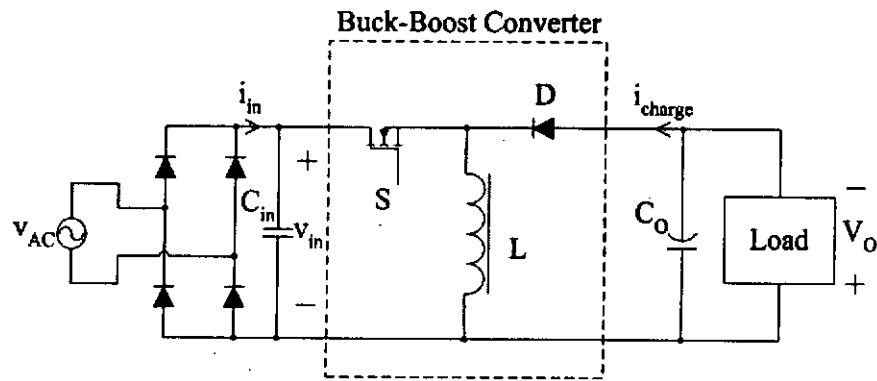 Buck-Boost Converter
i_in
D
i_charge
+
S
C_in
v_in
−
v_AC
L
C_O
Load
−
V_O
+